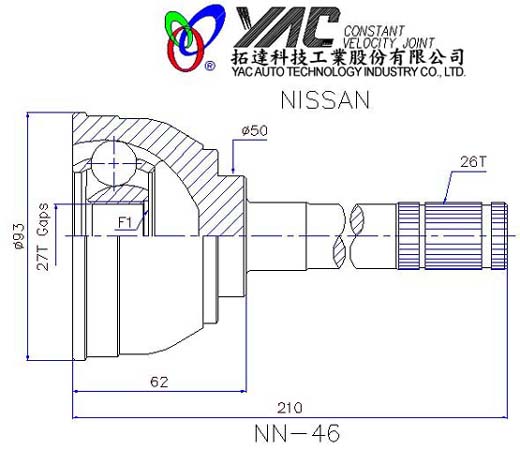 YAC CONSTANT
VELOCITY JOINT
拓達科技工業股份有限公司
®
YAC AUTO TECHNOLOGY INDUSTRY CO., LTD.
NISSAN
ø50
26T
ø93
27T Gaps
F1
62
210
NN-46